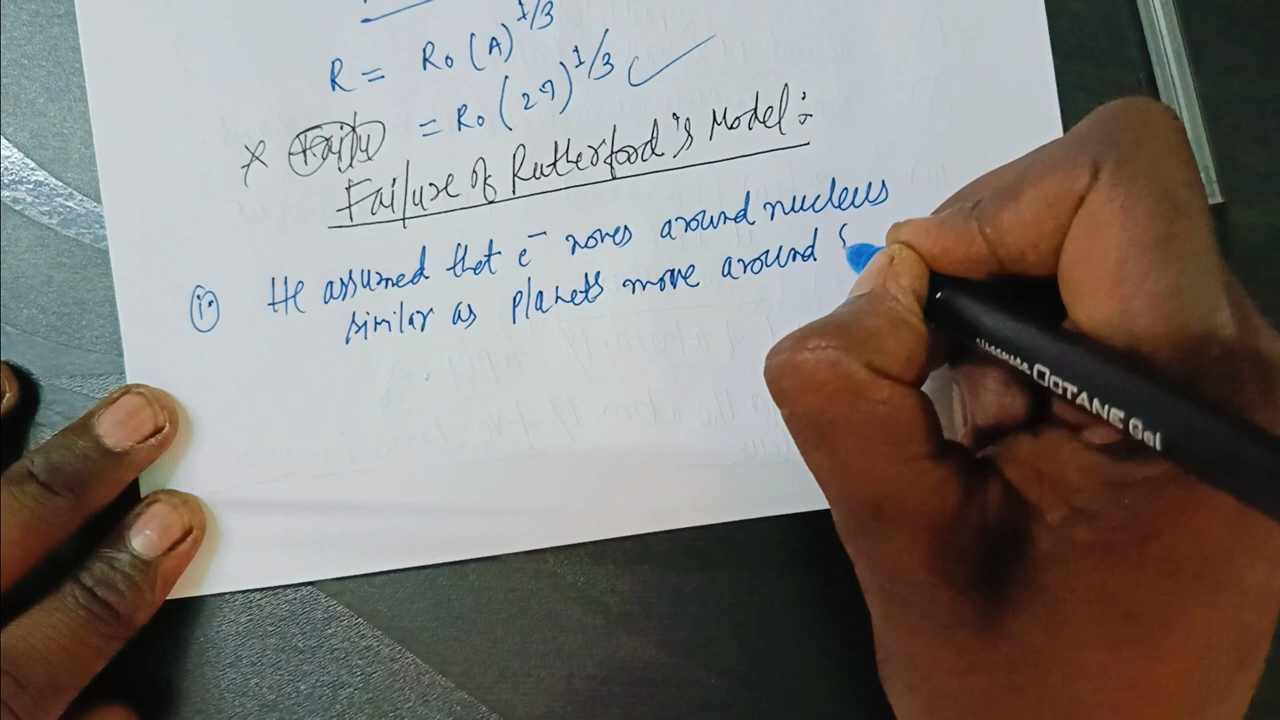 R = R₀ (A)^1/3
= R₀ (27)^1/3 ✓
Failure of Rutherford's Model:
(i) He assumed that e⁻ moves around nucleus
similar as planets move around S
OCTANE Gel